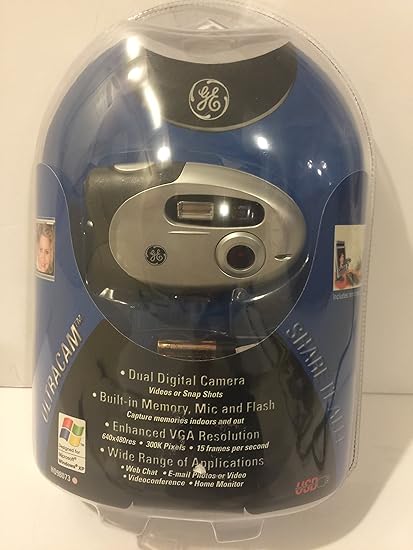 GE
GE
ULTRACAM™
• Dual Digital Camera
Videos or Snap Shots
• Built-in Memory, Mic and Flash
Capture memories indoors and out
• Enhanced VGA Resolution
640x480res • 300K Pixels • 15 frames per second
• Wide Range of Applications
• Web Chat • E-mail Photos or Video
• Videoconference • Home Monitor
Designed for
Microsoft®
Windows® XP
USB